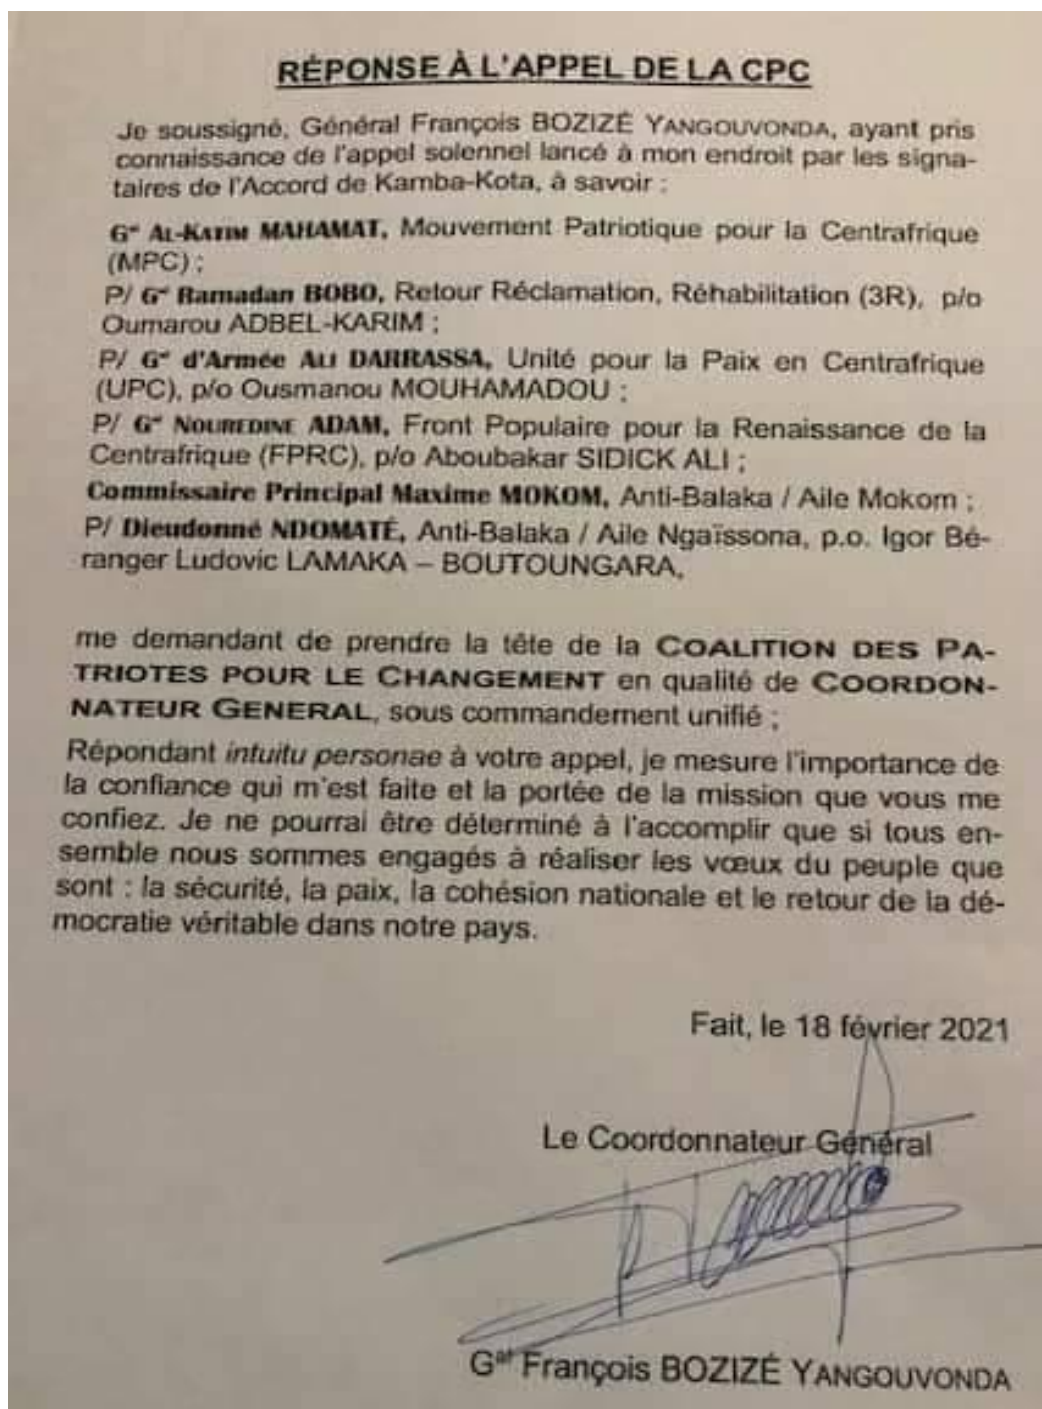 RÉPONSE À L'APPEL DE LA CPC
Je soussigné, Général François BOZIZÉ YANGOUVONDA, ayant pris
connaissance de l'appel solennel lancé à mon endroit par les signa-
taires de l'Accord de Kamba-Kota, à savoir :
Gal AL-KATIM MAHAMAT, Mouvement Patriotique pour la Centrafrique
(MPC) ;
P/ Gal Ramadan BOBO, Retour Réclamation, Réhabilitation (3R), p/o
Oumarou ADBEL-KARIM ;
P/ Gal d'Armée ALI DARRASSA, Unité pour la Paix en Centrafrique
(UPC), p/o Ousmanou MOUHAMADOU ;
P/ Gal NOUREDINE ADAM, Front Populaire pour la Renaissance de la
Centrafrique (FPRC), p/o Aboubakar SIDICK ALI ;
Commissaire Principal Maxime MOKOM, Anti-Balaka / Aile Mokom ;
P/ Dieudonné NDOMATÉ, Anti-Balaka / Aile Ngaïssona, p.o. Igor Bé-
ranger Ludovic LAMAKA – BOUTOUNGARA,
me demandant de prendre la tête de la COALITION DES PA-
TRIOTES POUR LE CHANGEMENT en qualité de COORDON-
NATEUR GENERAL, sous commandement unifié ;
Répondant intuitu personae à votre appel, je mesure l'importance de
la confiance qui m'est faite et la portée de la mission que vous me
confiez. Je ne pourrai être déterminé à l'accomplir que si tous en-
semble nous sommes engagés à réaliser les vœux du peuple que
sont : la sécurité, la paix, la cohésion nationale et le retour de la dé-
mocratie véritable dans notre pays.
Fait, le 18 février 2021
Le Coordonnateur Général
Gal François BOZIZÉ YANGOUVONDA